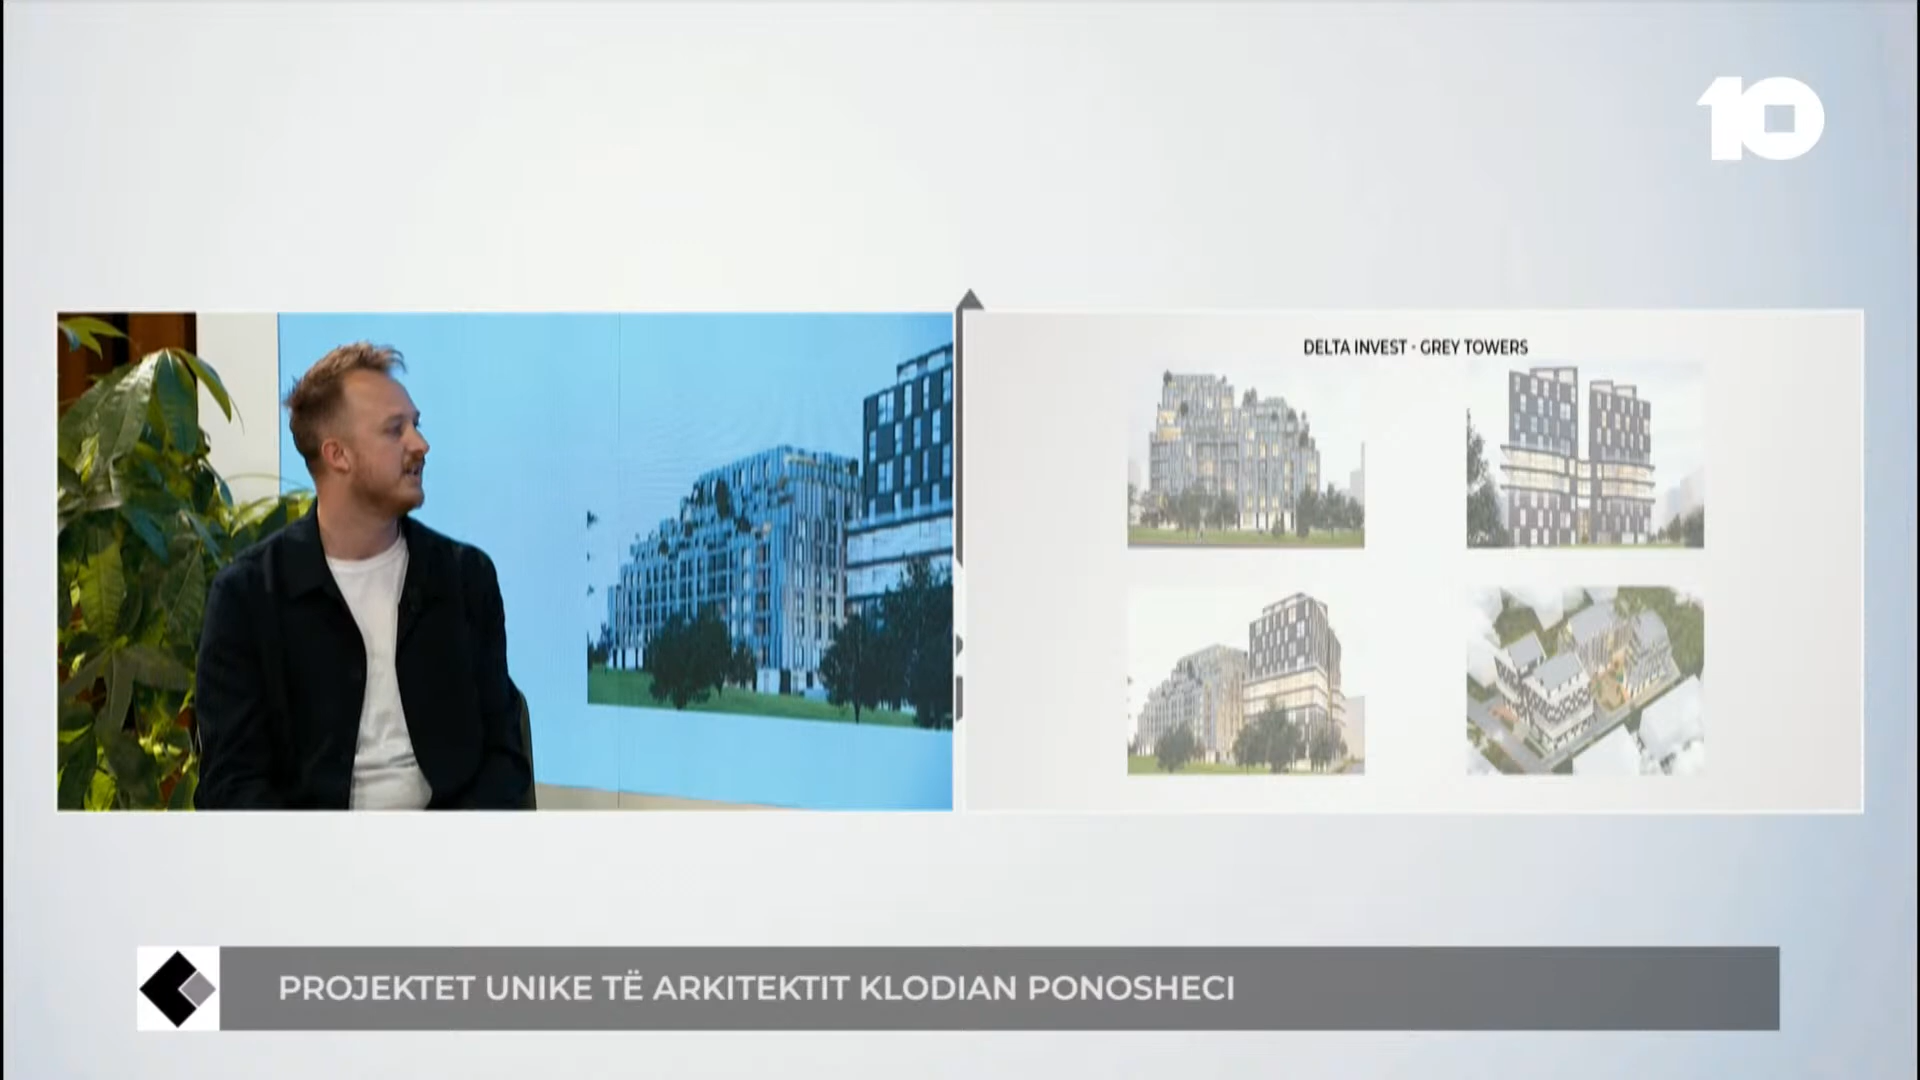 10
DELTA INVEST - GREY TOWERS
PROJEKTET UNIKE TË ARKITEKTIT KLODIAN PONOSHECI